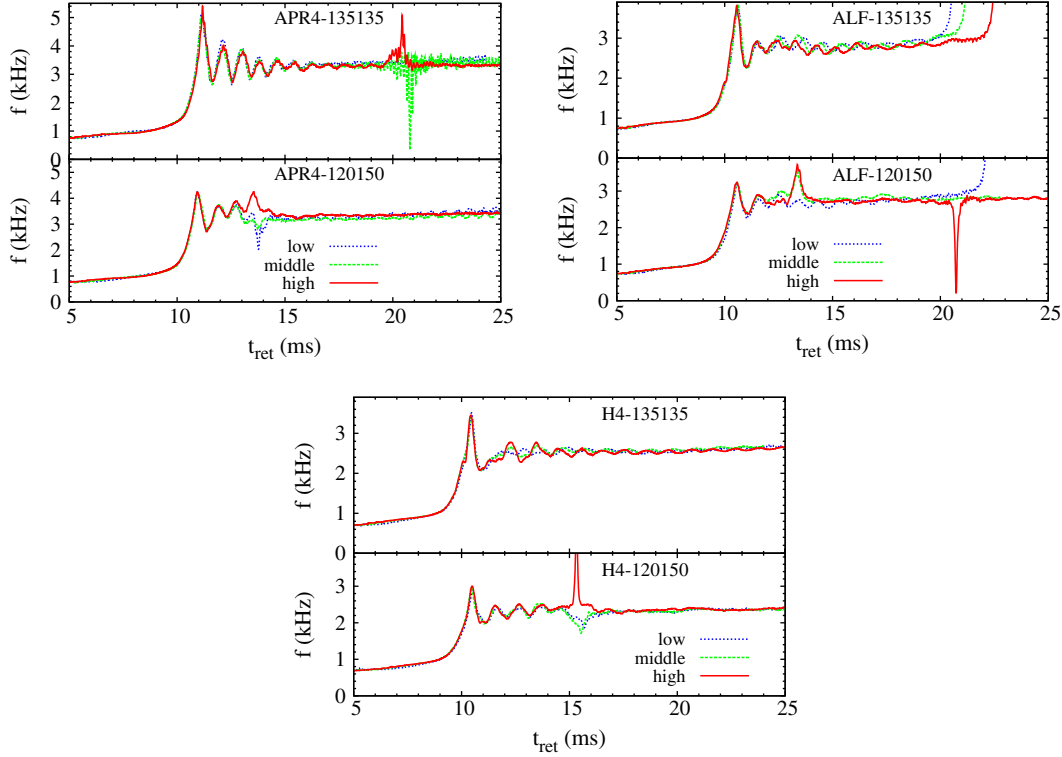 APR4-135135
f (kHz)
5
4
3
2
1
0
APR4-120150
f (kHz)
5
4
3
2
1
0
low
middle
high
5 10 15 20 25
t_ret (ms)
ALF-135135
f (kHz)
3
2
1
0
ALF-120150
f (kHz)
3
2
1
0
low
middle
high
5 10 15 20 25
t_ret (ms)
H4-135135
f (kHz)
3
2
1
0
H4-120150
f (kHz)
3
2
1
0
low
middle
high
5 10 15 20 25
t_ret (ms)